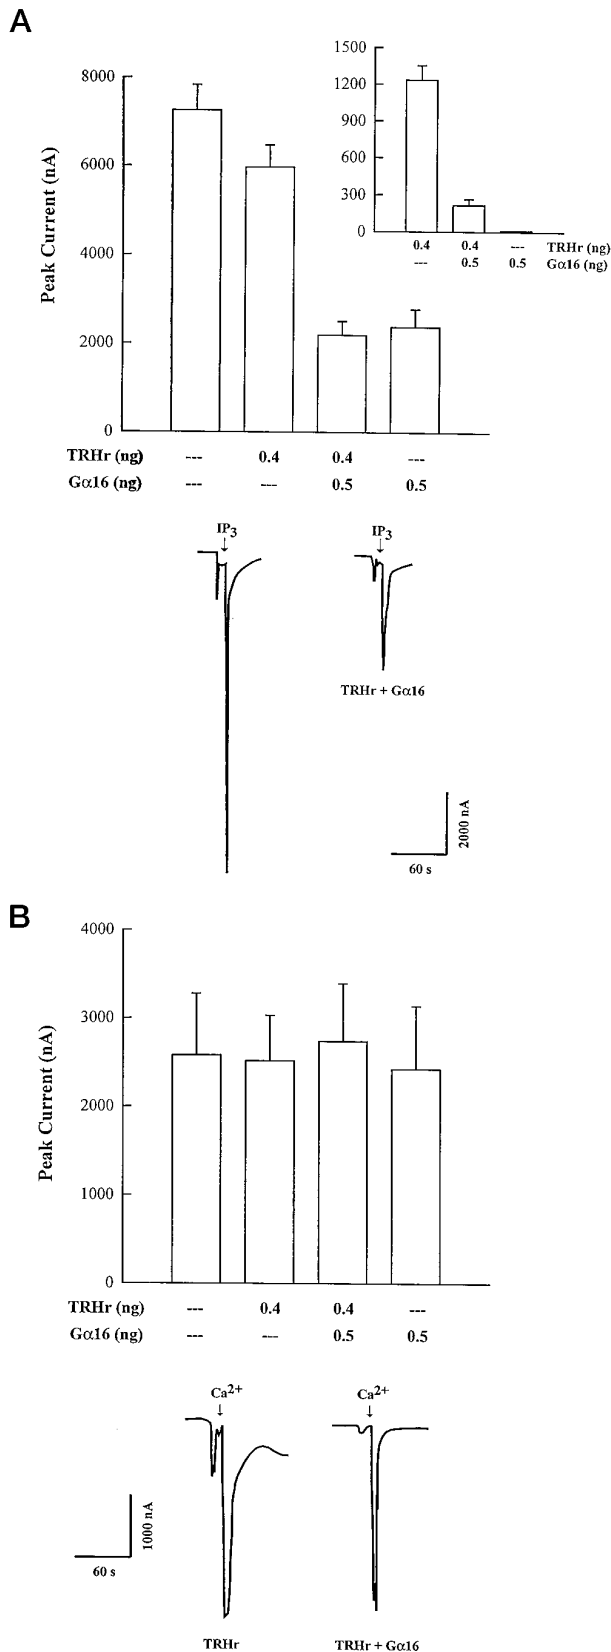 A
8000
6000
4000
2000
0
Peak Current (nA)
1500
1200
900
600
300
0
0.4 0.4 --- TRHr (ng)
--- 0.5 0.5 Gα16 (ng)
TRHr (ng) --- 0.4 0.4 ---
Gα16 (ng) --- --- 0.5 0.5
IP3 IP3
TRHr + Gα16
2000 nA
60 s
B
4000
3000
2000
1000
0
Peak Current (nA)
TRHr (ng) --- 0.4 0.4 ---
Gα16 (ng) --- --- 0.5 0.5
Ca2+ Ca2+
1000 nA
60 s
TRHr TRHr + Gα16